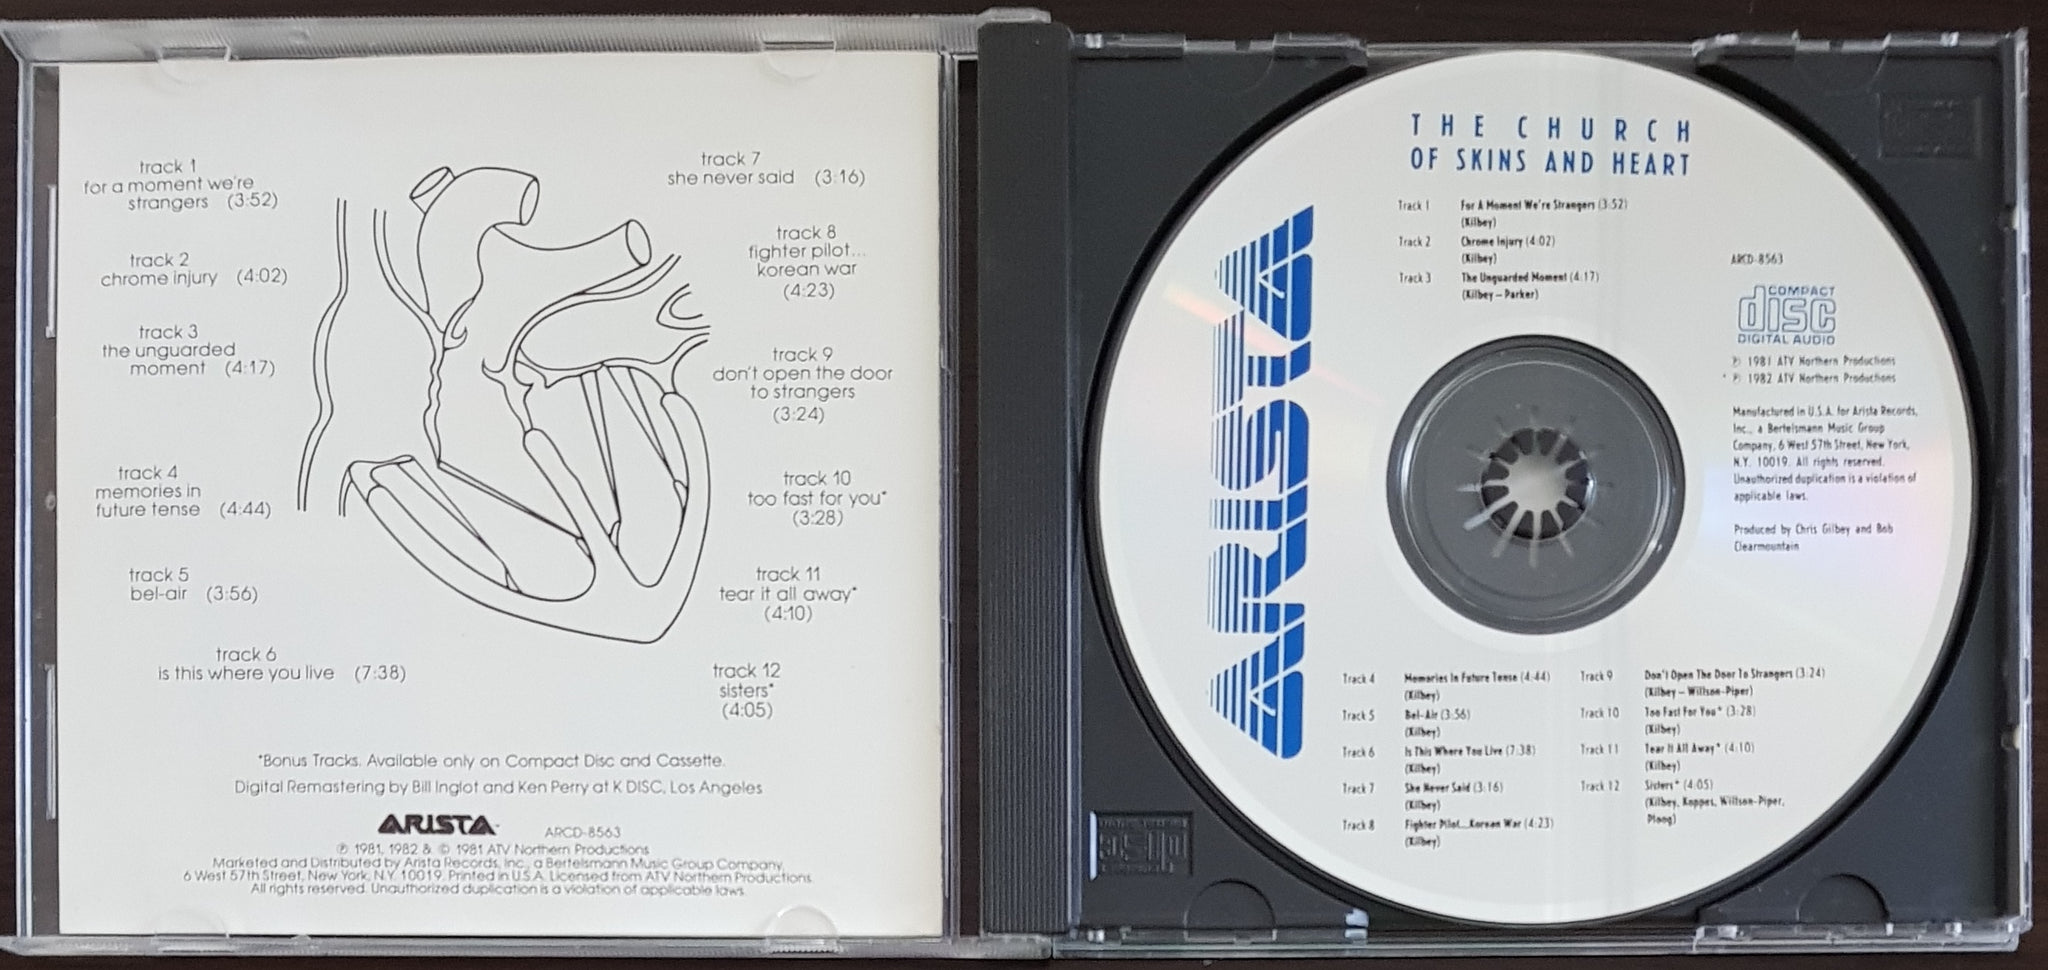 track 1
for a moment we're
strangers (3:52)
track 2
chrome injury (4:02)
track 3
the unguarded
moment (4:17)
track 4
memories in
future tense (4:44)
track 5
bel-air (3:56)
track 6
is this where you live (7:38)
track 7
she never said (3:16)
track 8
fighter pilot...
korean war
(4:23)
track 9
don't open the door
to strangers
(3:24)
track 10
too fast for you*
(3:28)
track 11
tear it all away*
(4:10)
track 12
sisters*
(4:05)
*Bonus Tracks. Available only on Compact Disc and Cassette.
Digital Remastering by Bill Inglot and Ken Perry at K DISC, Los Angeles
ARISTA™ ARCD-8563
℗ 1981, 1982 & © 1981 ATV Northern Productions
Marketed and Distributed by Arista Records, Inc., a Bertelsmann Music Group Company,
6 West 57th Street, New York, N.Y. 10019. Printed in U.S.A. Licensed from ATV Northern Productions
All rights reserved. Unauthorized duplication is a violation of applicable laws.
THE CHURCH
OF SKINS AND HEART
ARISTA
Track 1 For A Moment We're Strangers (3:52)
(Kilbey)
Track 2 Chrome Injury (4:02)
(Kilbey)
Track 3 The Unguarded Moment (4:17)
(Kilbey – Parker)
ARCD-8563
COMPACT
disc
DIGITAL AUDIO
℗ 1981 ATV Northern Productions
* ℗ 1982 ATV Northern Productions
Manufactured in U.S.A. for Arista Records,
Inc., a Bertelsmann Music Group
Company, 6 West 57th Street, New York,
N.Y. 10019. All rights reserved.
Unauthorized duplication is a violation of
applicable laws.
Produced by Chris Gilbey and Bob
Clearmountain
Track 4 Memories In Future Tense (4:44)
(Kilbey)
Track 5 Bel-Air (3:56)
(Kilbey)
Track 6 Is This Where You Live (7:38)
(Kilbey)
Track 7 She Never Said (3:16)
(Kilbey)
Track 8 Fighter Pilot...Korean War (4:23)
(Kilbey)
Track 9 Don't Open The Door To Strangers (3:24)
(Kilbey – Willson-Piper)
Track 10 Too Fast For You* (3:28)
(Kilbey)
Track 11 Tear It All Away* (4:10)
(Kilbey)
Track 12 Sisters* (4:05)
(Kilbey, Koppes, Willson-Piper,
Ploog)